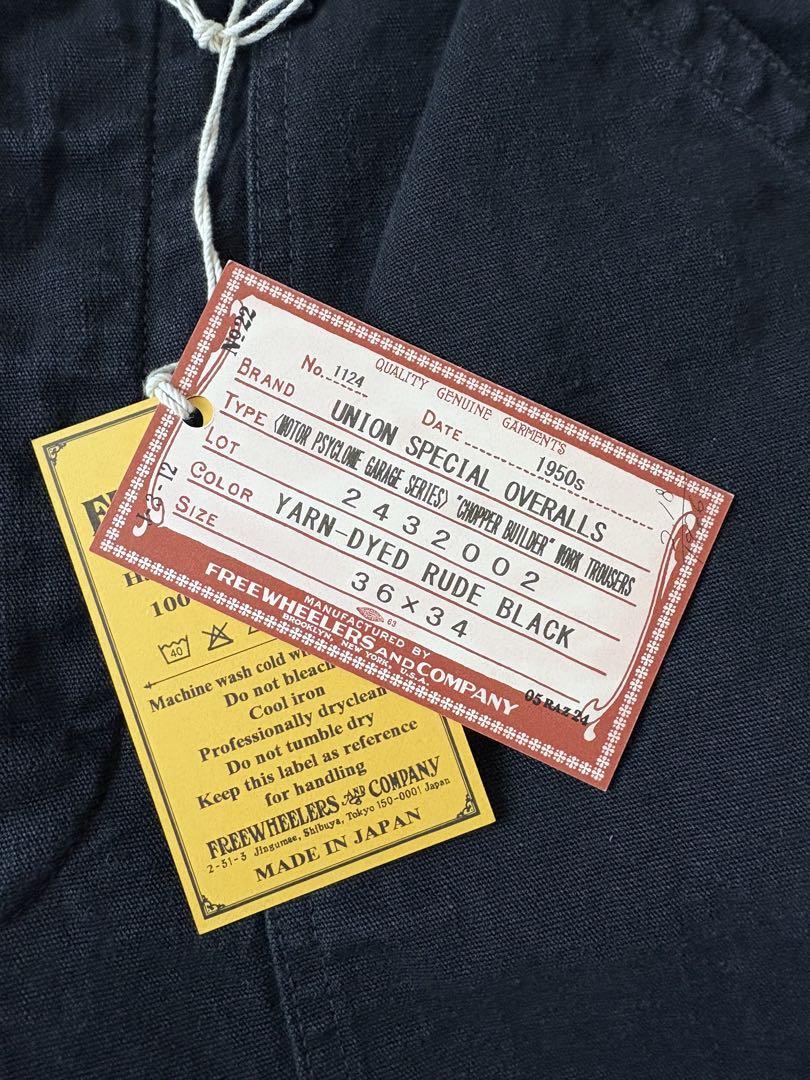 No. 22
No. 1124
QUALITY GENUINE GARMENTS
BRAND UNION SPECIAL OVERALLS
Date 1950s
TYPE (MOTOR PSYCLONE GARAGE SERIES) "CHOPPER BUILDER" WORK TROUSERS
LOT 2432002
COLOR YARN-DYED RUDE BLACK
SIZE 36×34
MANUFACTURED BY
63
FREEWHEELERS AND COMPANY
BROOKLYN, NEW YORK, U.S.A.
05 RAZ 24
100
40
Machine wash cold
Do not bleach
Cool iron
Professionally dryclean
Do not tumble dry
Keep this label as reference
for handling
FREEWHEELERS AND COMPANY
2-31-3 Jingumae, Shibuya, Tokyo 150-0001 Japan
MADE IN JAPAN